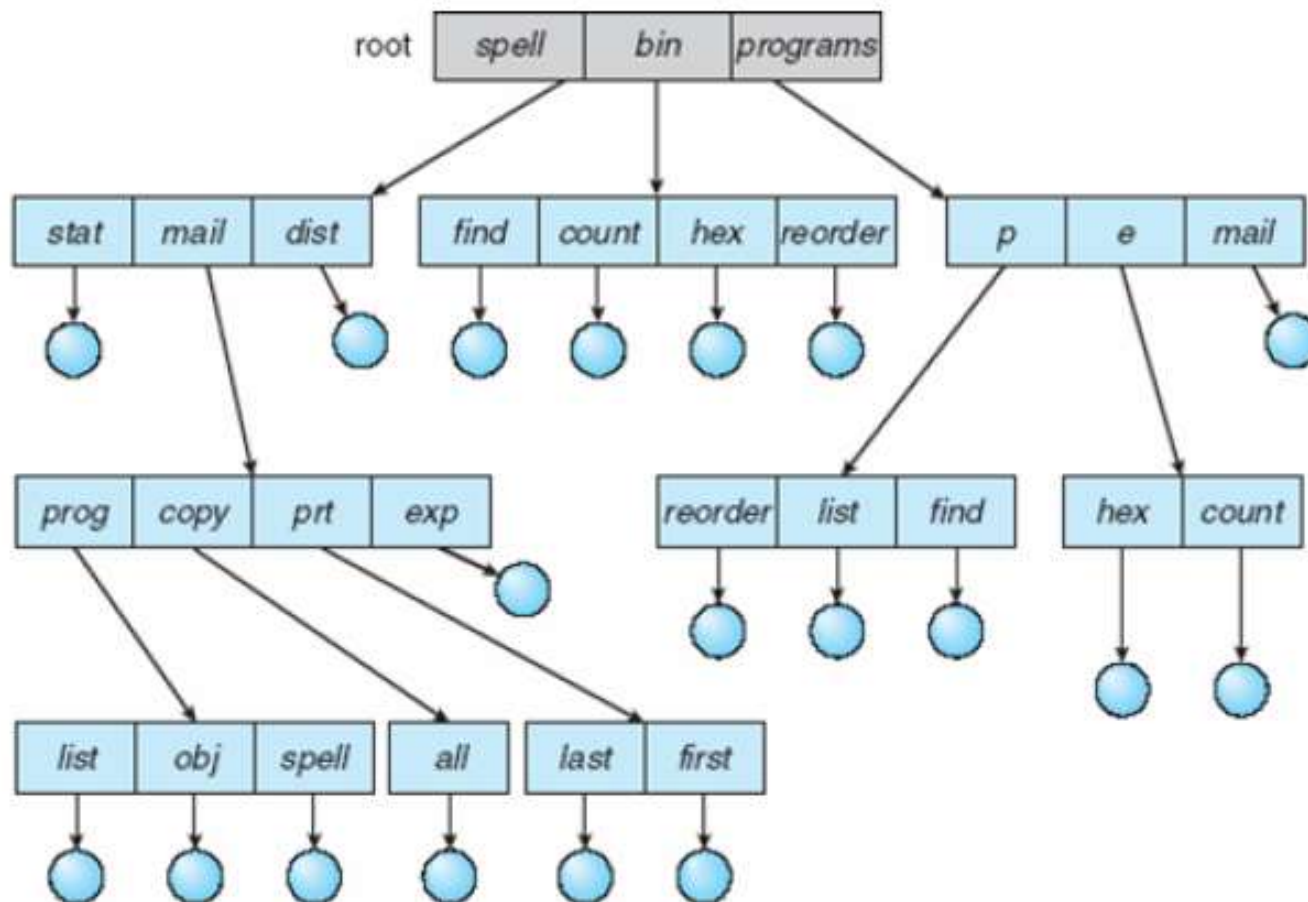 root spell bin programs
stat mail dist find count hex reorder p e mail
prog copy prt exp reorder list find hex count
list obj spell all last first